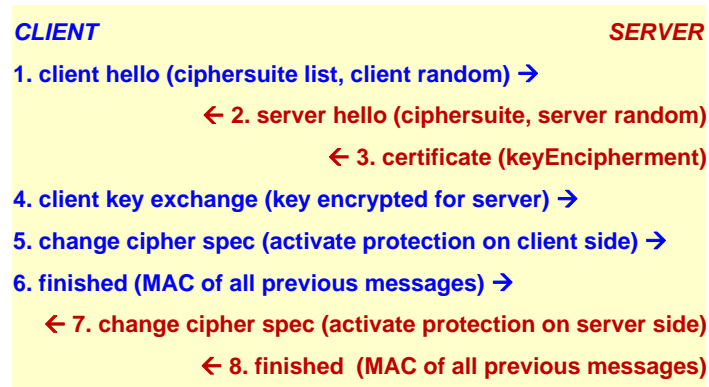 CLIENT SERVER
1. client hello (ciphersuite list, client random) →
← 2. server hello (ciphersuite, server random)
← 3. certificate (keyEncipherment)
4. client key exchange (key encrypted for server) →
5. change cipher spec (activate protection on client side) →
6. finished (MAC of all previous messages) →
← 7. change cipher spec (activate protection on server side)
← 8. finished (MAC of all previous messages)